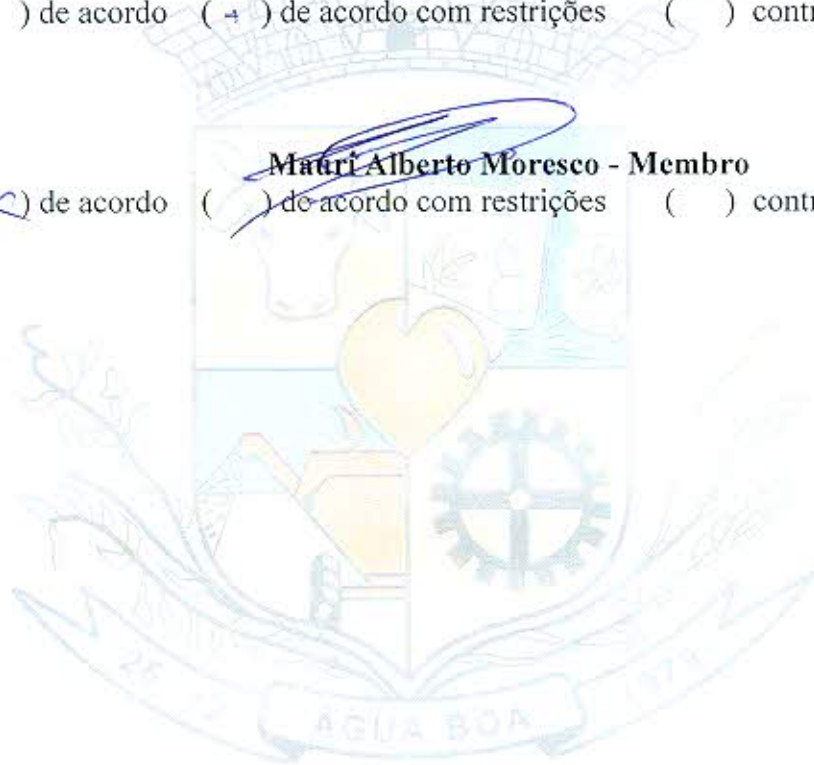 ) de acordo ( ) de acordo com restrições ( ) contr
Mauri Alberto Moresco - Membro
) de acordo ( ) de acordo com restrições ( ) contr
AGUA BOA